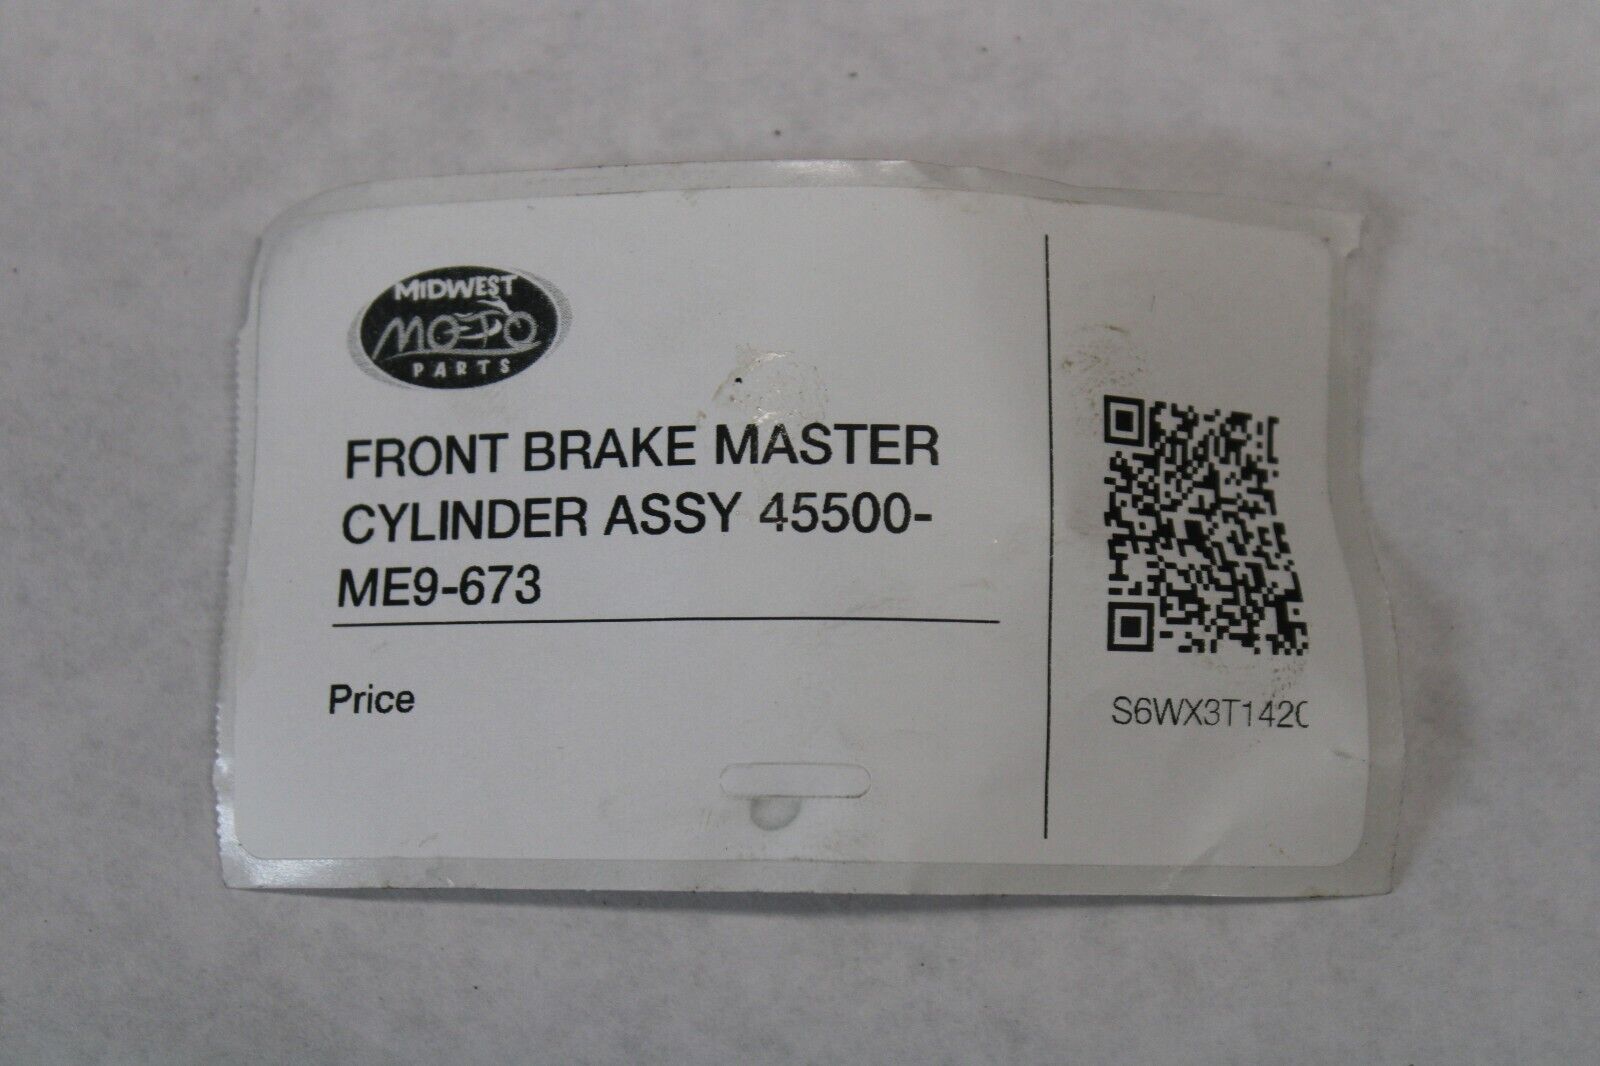 MIDWEST
MOTO
PARTS
FRONT BRAKE MASTER
CYLINDER ASSY 45500-
ME9-673
Price
S6WX3T142